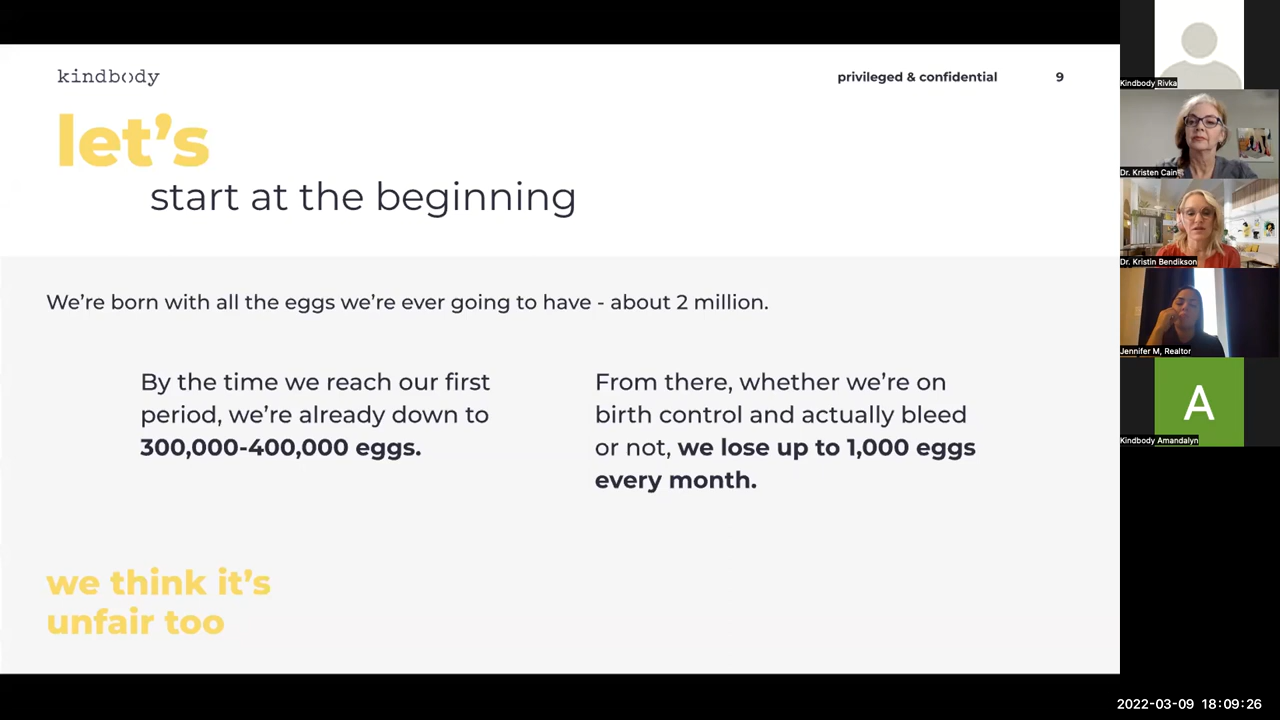 kindbody
privileged & confidential
9
let's
start at the beginning
We're born with all the eggs we're ever going to have - about 2 million.
By the time we reach our first
period, we're already down to
300,000-400,000 eggs.
From there, whether we're on
birth control and actually bleed
or not, we lose up to 1,000 eggs
every month.
we think it's
unfair too
Kindbody Rivka
Dr. Kristen Cain
Dr. Kristin Bendikson
Jennifer M, Realtor
A
Kindbody Amandalyn
2022-03-09 18:09:26